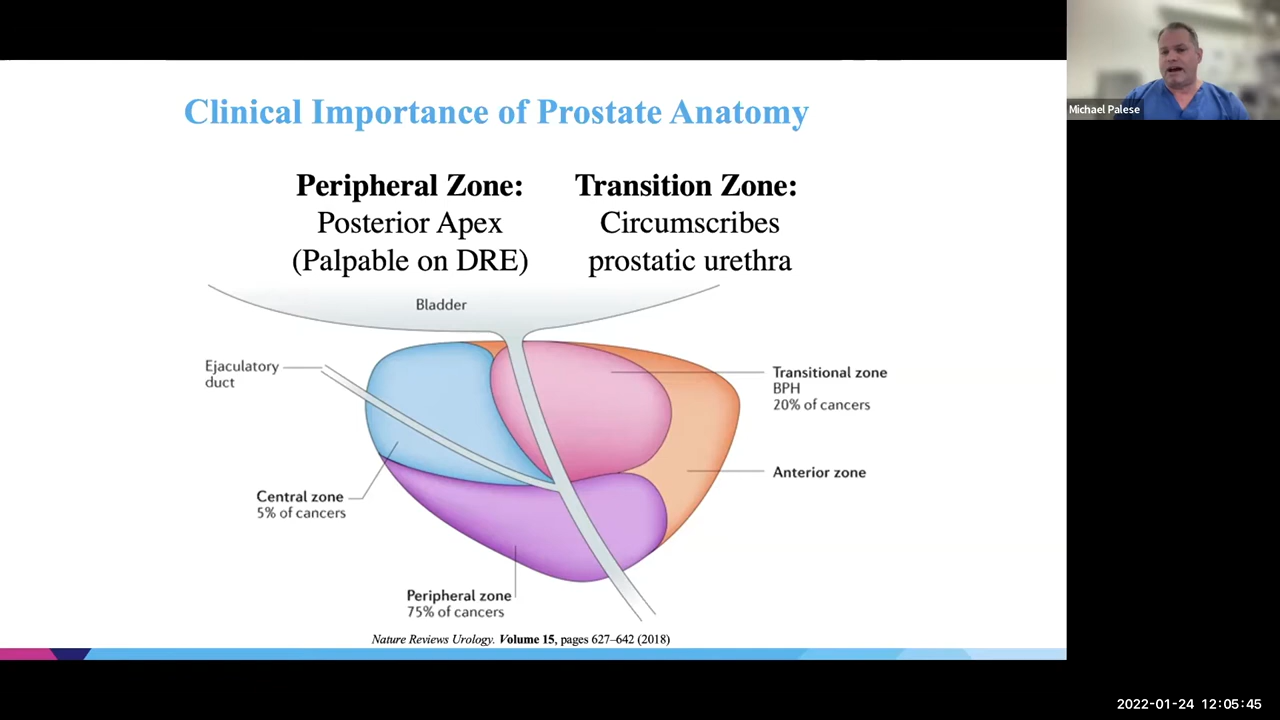 Michael Palese
Clinical Importance of Prostate Anatomy
Peripheral Zone:
Posterior Apex
(Palpable on DRE)
Transition Zone:
Circumscribes
prostatic urethra
Bladder
Ejaculatory
duct
Transitional zone
BPH
20% of cancers
Anterior zone
Central zone
5% of cancers
Peripheral zone
75% of cancers
Nature Reviews Urology. Volume 15, pages 627–642 (2018)
2022-01-24 12:05:45